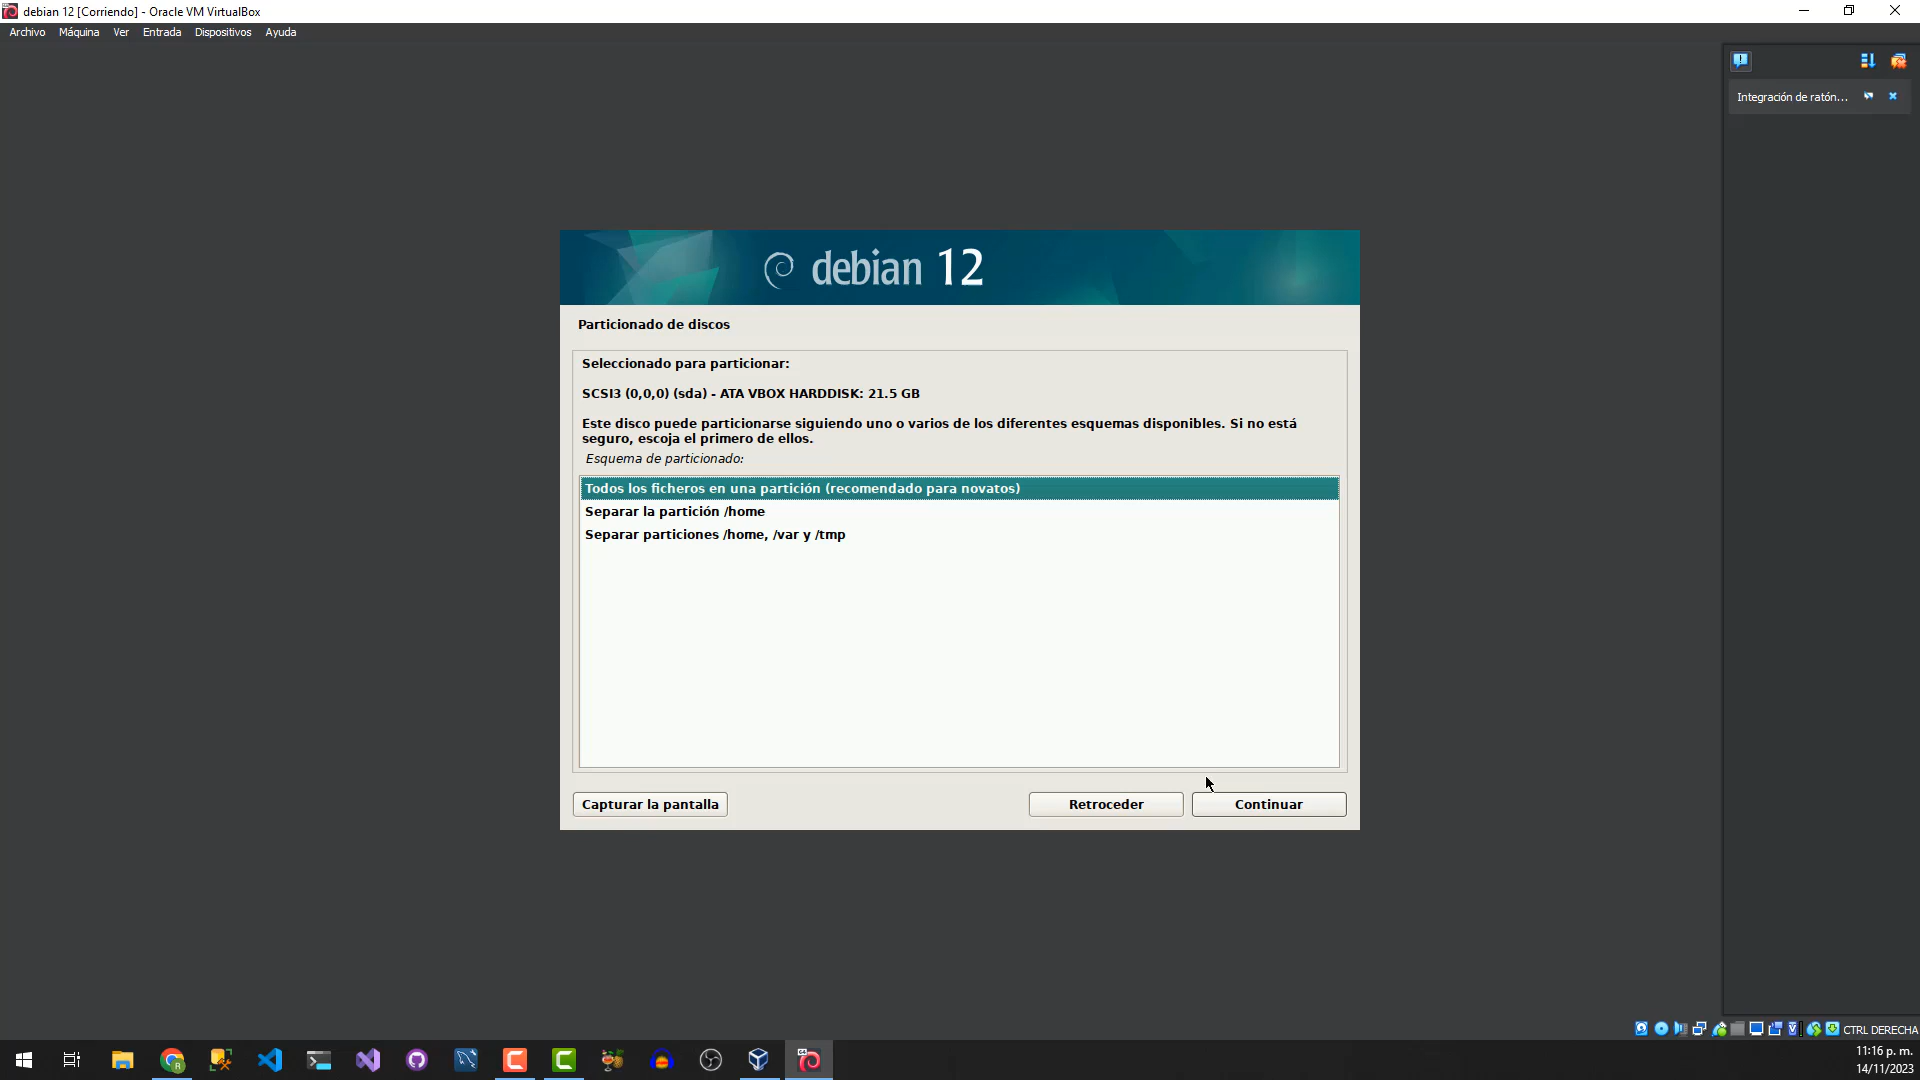 debian 12 [Corriendo] - Oracle VM VirtualBox
Archivo Máquina Ver Entrada Dispositivos Ayuda
Integración de ratón...
debian 12
Particionado de discos
Seleccionado para particionar:
SCSI3 (0,0,0) (sda) - ATA VBOX HARDDISK: 21.5 GB
Este disco puede particionarse siguiendo uno o varios de los diferentes esquemas disponibles. Si no está
seguro, escoja el primero de ellos.
Esquema de particionado:
Todos los ficheros en una partición (recomendado para novatos)
Separar la partición /home
Separar particiones /home, /var y /tmp
Capturar la pantalla Retroceder Continuar
CTRL DERECHA
11:16 p. m.
14/11/2023